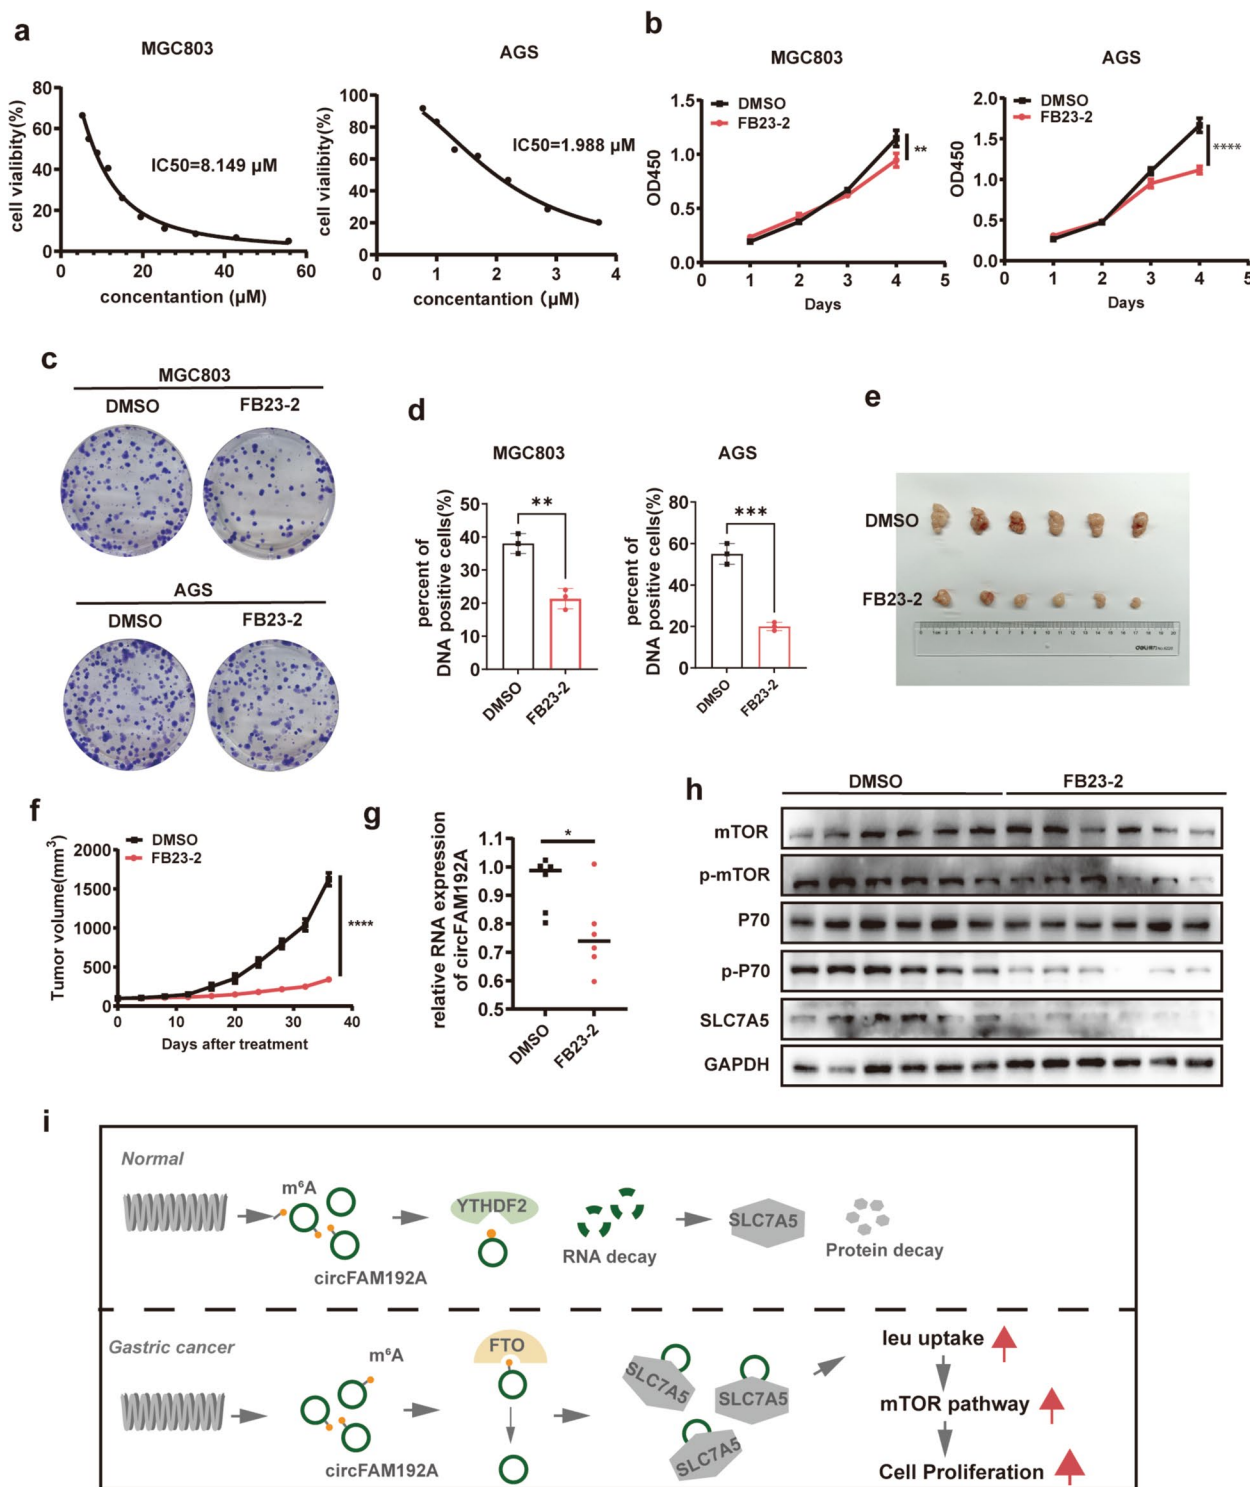 a
MGC803
cell vialibity(%)
80
60
40
20
0
IC50=8.149 μM
0 20 40 60
concentantion (μM)
AGS
cell vialibity(%)
100
80
60
40
20
0
IC50=1.988 μM
0 1 2 3 4
concentantion (μM)
b
MGC803
OD450
1.5
1.0
0.5
0.0
DMSO
FB23-2
**
0 1 2 3 4 5
Days
AGS
OD450
2.0
1.5
1.0
0.5
0.0
DMSO
FB23-2
****
0 1 2 3 4 5
Days
c
MGC803
DMSO FB23-2
AGS
DMSO FB23-2
d
MGC803
percent of
DNA positive cells(%)
50
40
30
20
10
0
**
DMSO
FB23-2
AGS
percent of
DNA positive cells(%)
80
60
40
20
0
***
DMSO
FB23-2
e
DMSO
FB23-2
f
Tumor volume(mm³)
2000
1500
1000
500
0
DMSO
FB23-2
****
0 10 20 30 40
Days after treatment
g
relative RNA expression
of circFAM192A
1.1
1.0
0.9
0.8
0.7
0.6
0.5
*
DMSO
FB23-2
h
DMSO FB23-2
mTOR
p-mTOR
P70
p-P70
SLC7A5
GAPDH
i
Normal
m⁶A
circFAM192A
YTHDF2
RNA decay
SLC7A5
Protein decay
Gastric cancer
m⁶A
circFAM192A
FTO
SLC7A5
SLC7A5
SLC7A5
leu uptake
mTOR pathway
Cell Proliferation